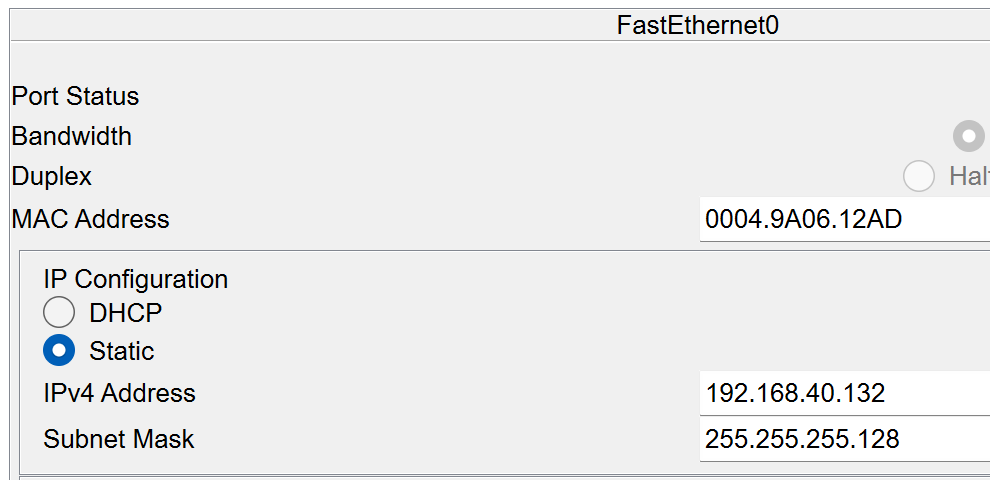 FastEthernet0
Port Status
Bandwidth
Duplex
MAC Address 0004.9A06.12AD
IP Configuration
DHCP
Static
IPv4 Address 192.168.40.132
Subnet Mask 255.255.255.128